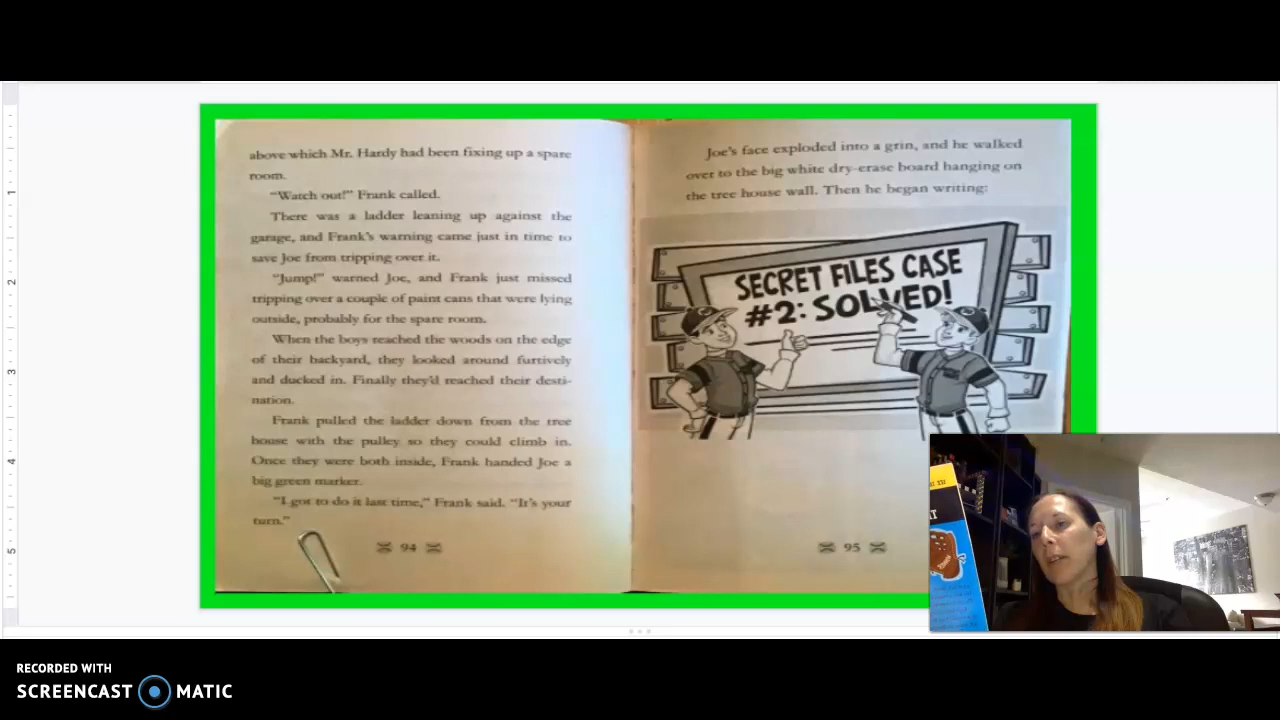 above which Mr. Hardy had been fixing up a spare
room.
"Watch out!" Frank called.
There was a ladder leaning up against the
garage, and Frank's warning came just in time to
save Joe from tripping over it.
"Jump!" warned Joe, and Frank just missed
tripping over a couple of paint cans that were lying
outside, probably for the spare room.
When the boys reached the woods on the edge
of their backyard, they looked around furtively
and ducked in. Finally they'd reached their desti-
nation.
Frank pulled the ladder down from the tree
house with the pulley so they could climb in.
Once they were both inside, Frank handed Joe a
big green marker.
"I got to do it last time," Frank said. "It's your
turn."
94
Joe's face exploded into a grin, and he walked
over to the big white dry-erase board hanging on
the tree house wall. Then he began writing:
SECRET FILES CASE
#2: SOLVED!
95
1
2
3
4
5
RECORDED WITH
SCREENCAST MATIC